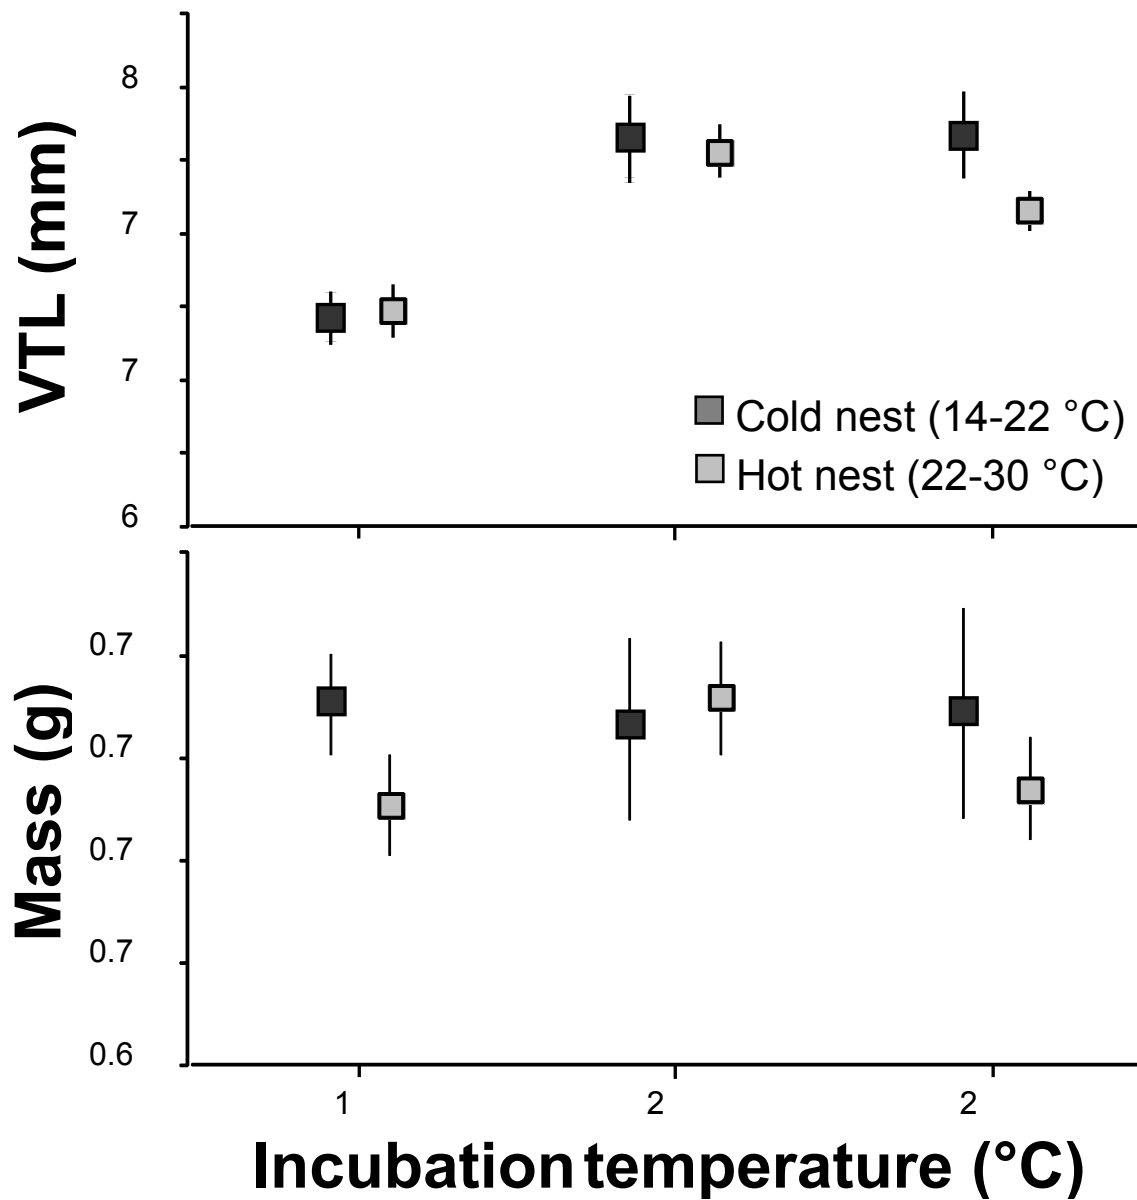 VTL (mm)
8
7
7
6
Cold nest (14-22 °C)
Hot nest (22-30 °C)
Mass (g)
0.7
0.7
0.7
0.7
0.6
1
2
2
Incubation temperature (°C)